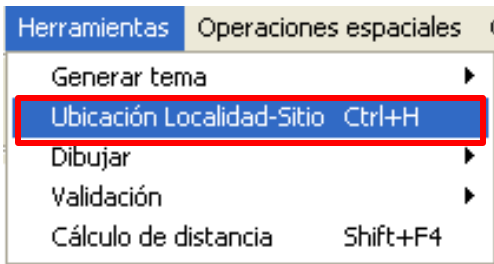 Herramientas Operaciones espaciales
Generar tema
Ubicación Localidad-Sitio Ctrl+H
Dibujar
Validación
Cálculo de distancia Shift+F4